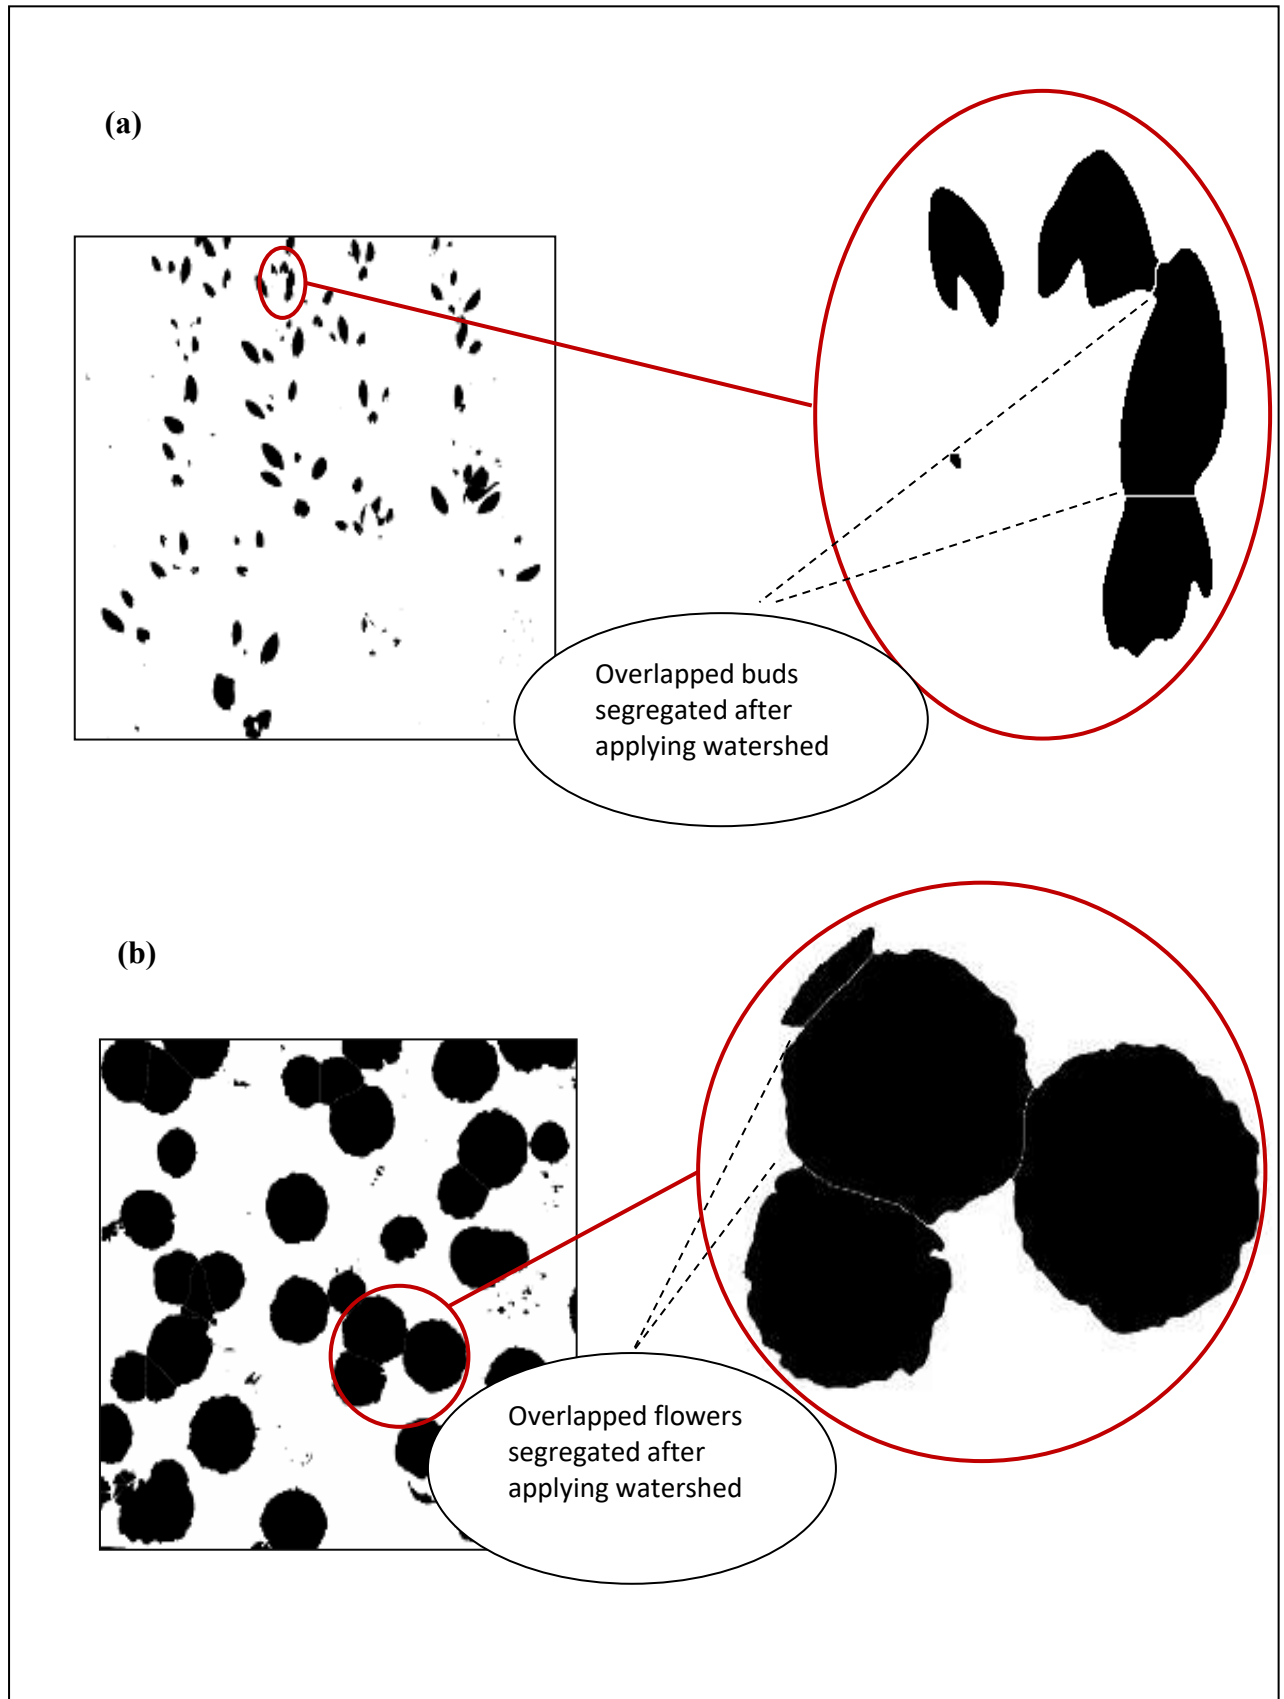 (a)
Overlapped buds
segregated after
applying watershed
(b)
Overlapped flowers
segregated after
applying watershed